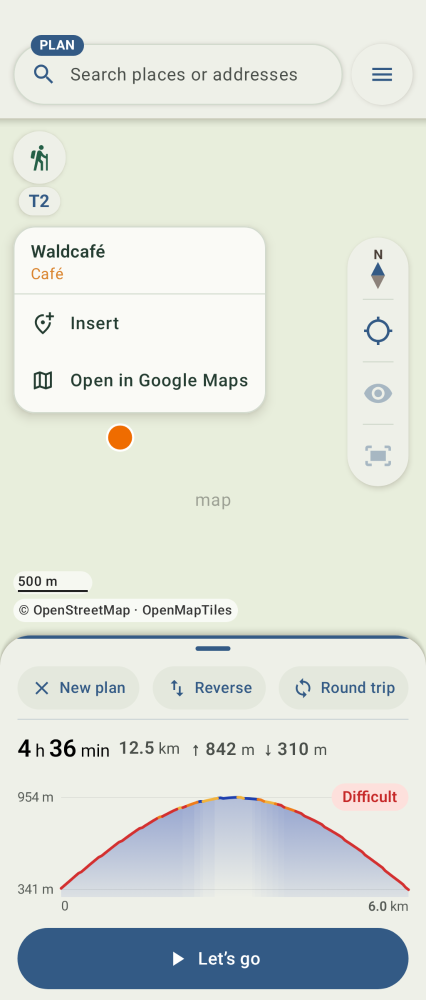 PLAN
Search places or addresses
T2
Waldcafé
Café
Insert
Open in Google Maps
N
map
500 m
© OpenStreetMap · OpenMapTiles
New plan
Reverse
Round trip
4 h 36 min 12.5 km ↑ 842 m ↓ 310 m
954 m
Difficult
341 m
0
6.0 km
Let's go